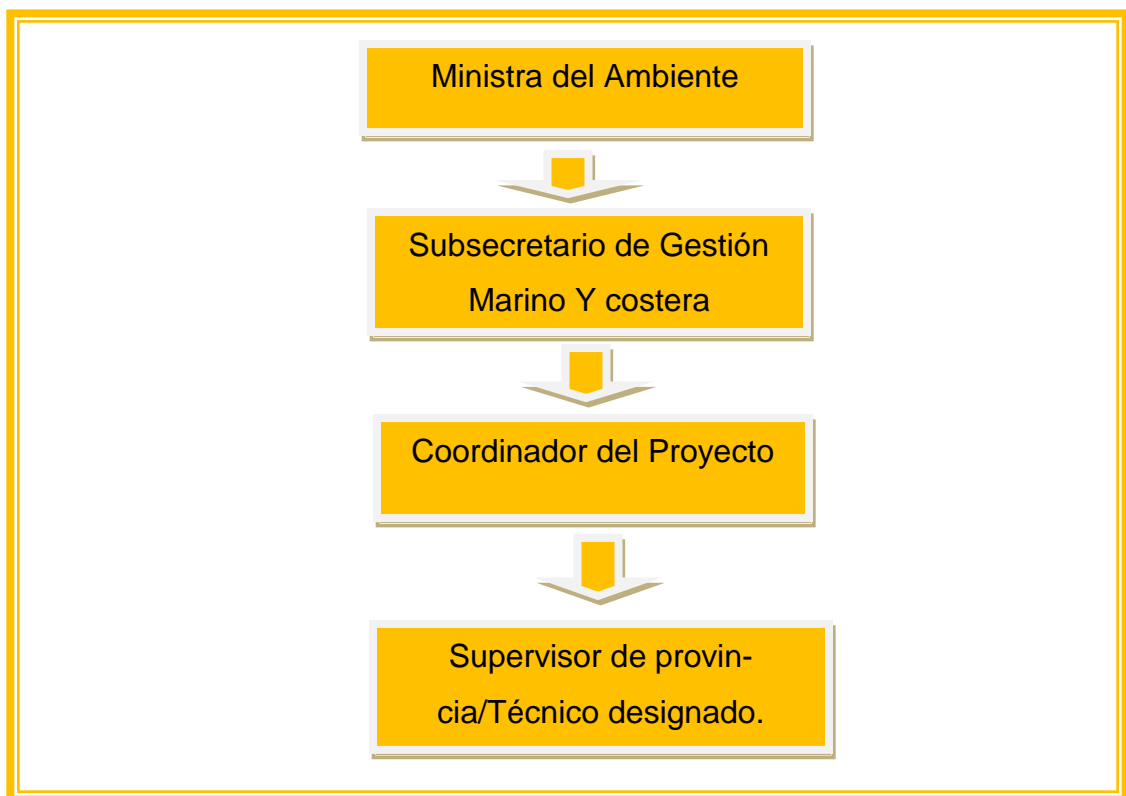 Ministra del Ambiente
Subsecretario de Gestión
Marino Y costera
Coordinador del Proyecto
Supervisor de provin-
cia/Técnico designado.